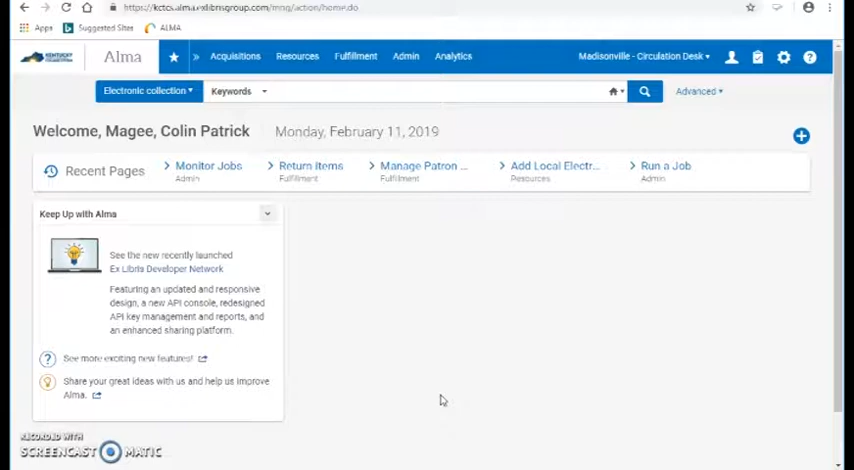 https://kctcs.alma.exlibrisgroup.com/mng/action/home.do
Apps Suggested Sites ALMA
KENTUCKY
Alma Acquisitions Resources Fulfillment Admin Analytics Madisonville - Circulation Desk
Electronic collection Keywords Advanced
Welcome, Magee, Colin Patrick Monday, February 11, 2019
Recent Pages Monitor Jobs Return Items Manage Patron ... Add Local Electr... Run a Job
Admin Fulfillment Fulfillment Resources Admin
Keep Up with Alma
See the new recently launched
Ex Libris Developer Network
Featuring an updated and responsive
design, a new API console, redesigned
API key management and reports, and
an enhanced sharing platform.
See more exciting new features!
Share your great ideas with us and help us improve
Alma.
RECORDED WITH
SCREENCAST MATIC